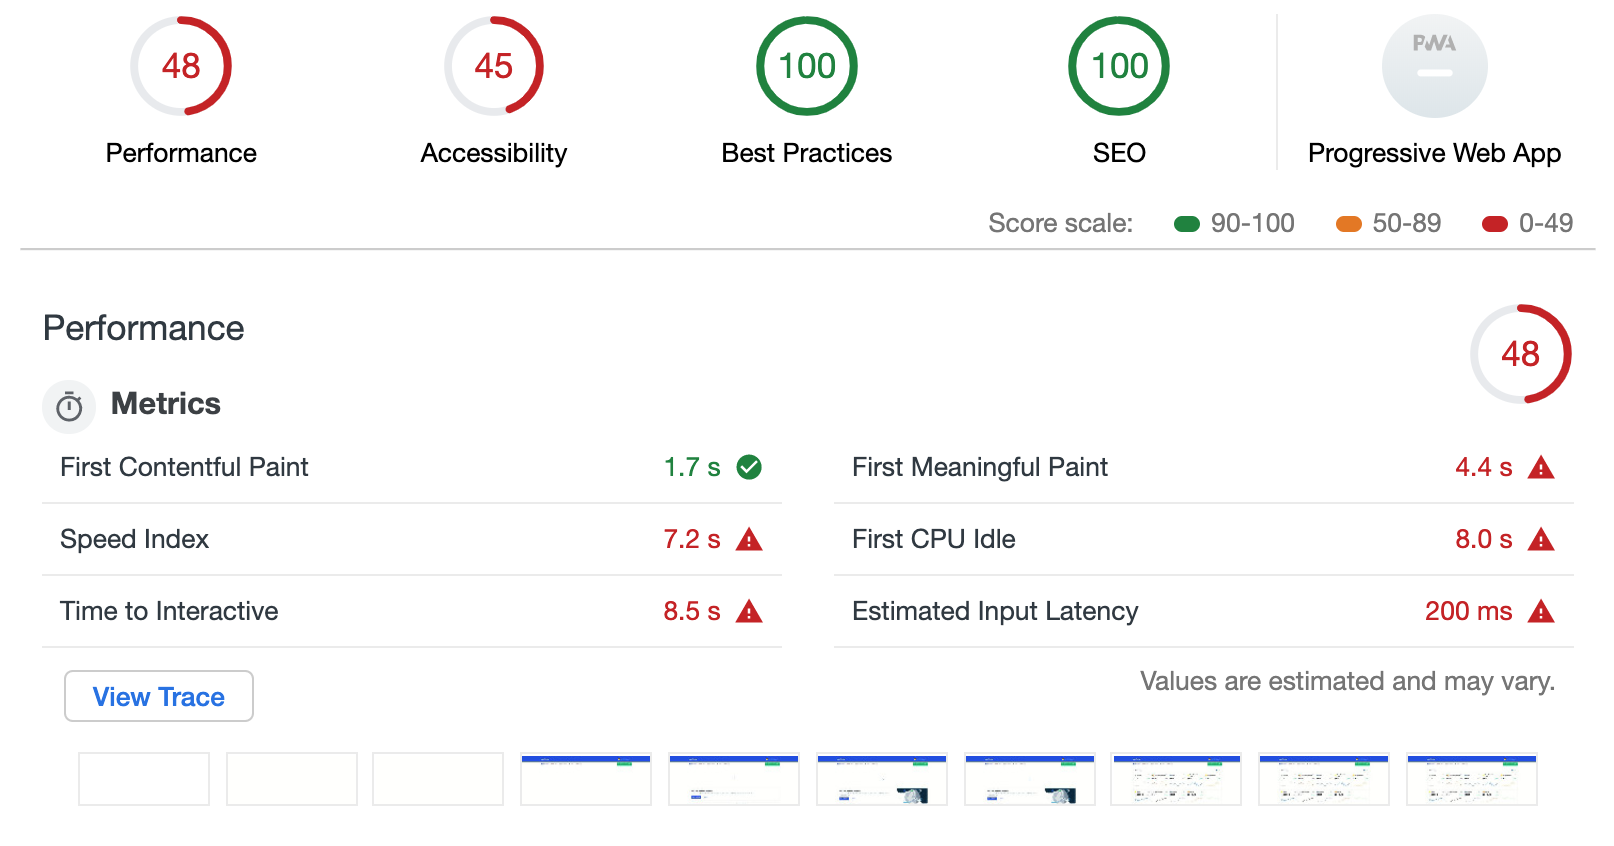 48
45
100
100
PWA
Performance
Accessibility
Best Practices
SEO
Progressive Web App
Score scale:
90-100
50-89
0-49
Performance
48
Metrics
First Contentful Paint
1.7 s
First Meaningful Paint
4.4 s
Speed Index
7.2 s
First CPU Idle
8.0 s
Time to Interactive
8.5 s
Estimated Input Latency
200 ms
View Trace
Values are estimated and may vary.